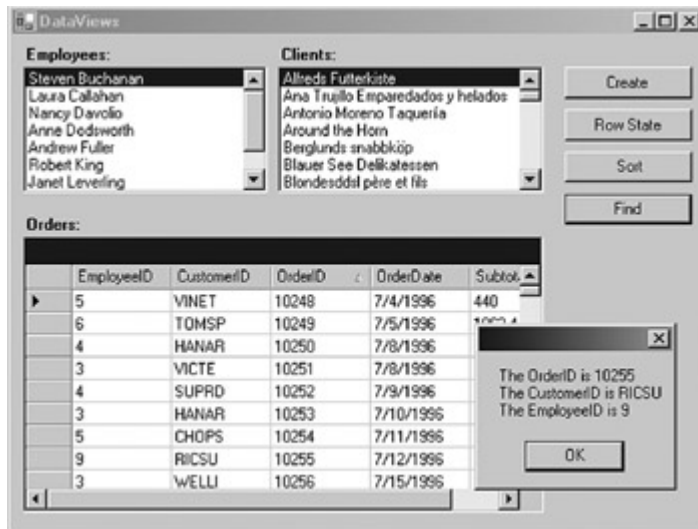 DataViews
Employees:
Steven Buchanan
Laura Callahan
Nancy Davolio
Anne Dodsworth
Andrew Fuller
Robert King
Janet Leverling
Clients:
Alfreds Futterkiste
Ana Trujillo Emparedados y helados
Antonio Moreno Taquería
Around the Horn
Berglunds snabbköp
Blauer See Delikatessen
Blondesddsl père et fils
Create
Row State
Sort
Find
Orders:
EmployeeID CustomerID OrderID OrderDate Subtot
5 VINET 10248 7/4/1996 440
6 TOMSP 10249 7/5/1996
4 HANAR 10250 7/8/1996
3 VICTE 10251 7/8/1996
4 SUPRD 10252 7/9/1996
3 HANAR 10253 7/10/1996
5 CHOPS 10254 7/11/1996
9 RICSU 10255 7/12/1996
3 WELLI 10256 7/15/1996
The OrderID is 10255
The CustomerID is RICSU
The EmployeeID is 9
OK